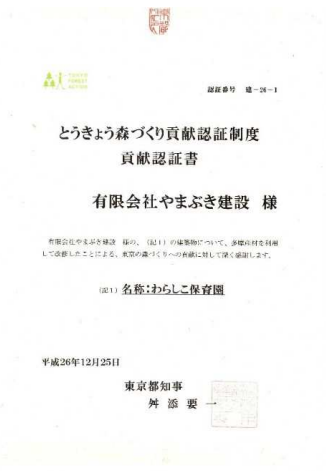 TOKYO
FOREST
ACTION
認証番号 建－26－1
とうきょう森づくり貢献認証制度
貢献認証書
有限会社やまぶき建設 様
有限会社やまぶき建設 様の、(記1)の建築物について、多摩産材を利用
して改修したことによる、東京の森づくりへの貢献に対して深く感謝します。
(記1) 名称:わらしこ保育園
平成26年12月25日
東京都知事
舛添要一